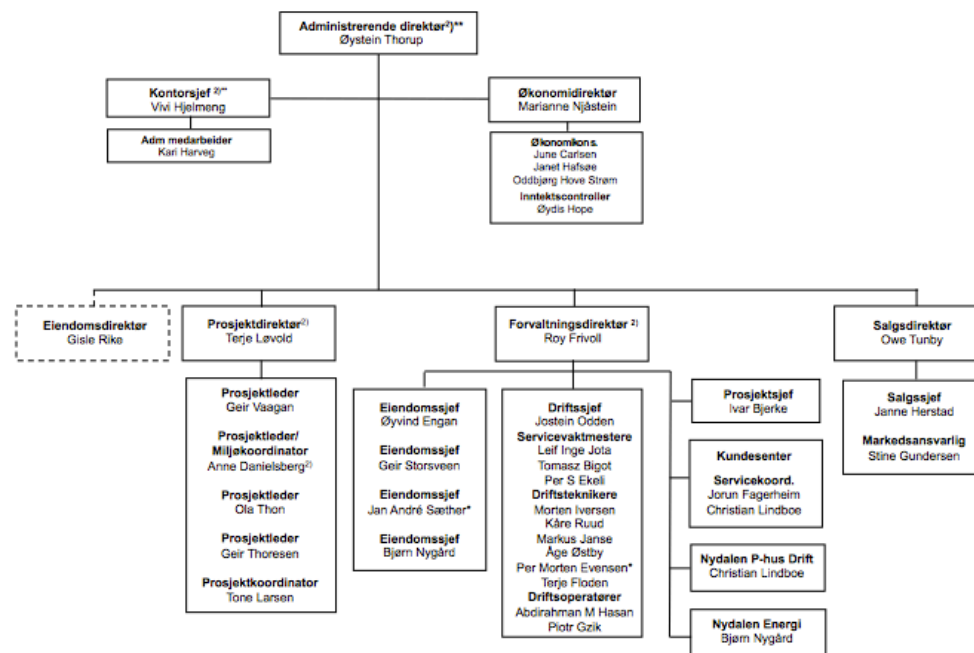 Administrerende direktør²⁾**
Øystein Thorup
Kontorsjef ²⁾**
Vivi Hjelmeng
Økonomidirektør
Marianne Njåstein
Adm medarbeider
Kari Harveg
Økonomikons.
June Carlsen
Janet Hafsøe
Oddbjørg Hove Strøm
Inntektscontroller
Øydis Hope
Eiendomsdirektør
Gisle Rike
Prosjektdirektør²⁾
Terje Løvold
Forvaltningsdirektør ²⁾
Roy Frivoll
Salgsdirektør
Owe Tunby
Prosjektleder
Geir Vaagan
Prosjektleder/
Miljøkoordinator
Anne Danielsberg²⁾
Prosjektleder
Ola Thon
Prosjektleder
Geir Thoresen
Prosjektkoordinator
Tone Larsen
Eiendomssjef
Øyvind Engan
Eiendomssjef
Geir Storsveen
Eiendomssjef
Jan André Sæther*
Eiendomssjef
Bjørn Nygård
Driftssjef
Jostein Odden
Servicevaktmestere
Leif Inge Jota
Tomasz Bigot
Per S Ekeli
Driftsteknikere
Morten Iversen
Kåre Ruud
Markus Janse
Åge Østby
Per Morten Evensen*
Terje Floden
Driftsoperatører
Abdirahman M Hasan
Piotr Gzik
Prosjektsjef
Ivar Bjerke
Kundesenter
Servicekoord.
Jorun Fagerheim
Christian Lindboe
Nydalen P-hus Drift
Christian Lindboe
Nydalen Energi
Bjørn Nygård
Salgssjef
Janne Herstad
Markedsansvarlig
Stine Gundersen